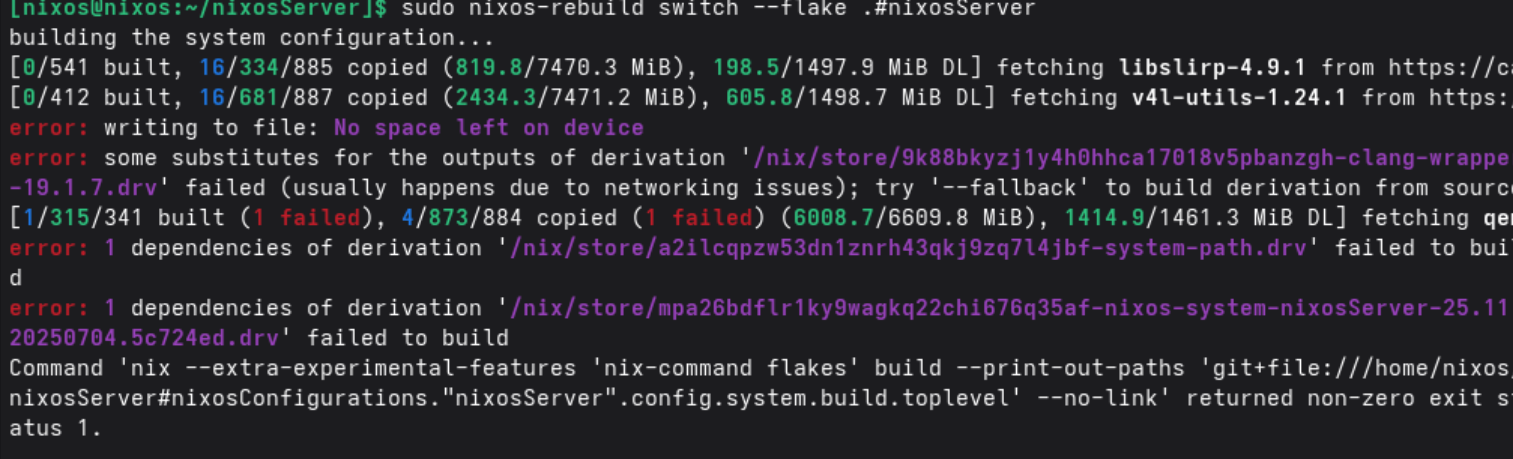 [nixos@nixos:~/nixosServer]$ sudo nixos-rebuild switch --flake .#nixosServer
building the system configuration...
[0/541 built, 16/334/885 copied (819.8/7470.3 MiB), 198.5/1497.9 MiB DL] fetching libslirp-4.9.1 from https://c
[0/412 built, 16/681/887 copied (2434.3/7471.2 MiB), 605.8/1498.7 MiB DL] fetching v4l-utils-1.24.1 from https:
error: writing to file: No space left on device
error: some substitutes for the outputs of derivation '/nix/store/9k88bkyzj1y4h0hhca17018v5pbanzgh-clang-wrappe
-19.1.7.drv' failed (usually happens due to networking issues); try '--fallback' to build derivation from sourc
[1/315/341 built (1 failed), 4/873/884 copied (1 failed) (6008.7/6609.8 MiB), 1414.9/1461.3 MiB DL] fetching qe
error: 1 dependencies of derivation '/nix/store/a2ilcqpzw53dn1znrh43qkj9zq7l4jbf-system-path.drv' failed to buil
d
error: 1 dependencies of derivation '/nix/store/mpa26bdflr1ky9wagkq22chi676q35af-nixos-system-nixosServer-25.11
20250704.5c724ed.drv' failed to build
Command 'nix --extra-experimental-features 'nix-command flakes' build --print-out-paths 'git+file:///home/nixos/
nixosServer#nixosConfigurations."nixosServer".config.system.build.toplevel' --no-link' returned non-zero exit st
atus 1.